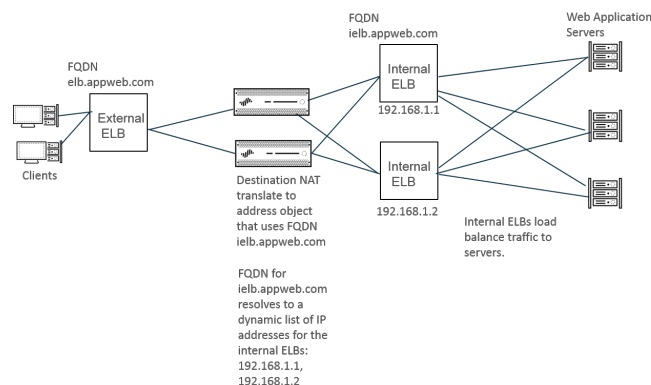 FQDN
elb.appweb.com
Clients
External
ELB
Destination NAT
translate to
address object
that uses FQDN
ielb.appweb.com
FQDN for
ielb.appweb.com
resolves to a
dynamic list of IP
addresses for the
internal ELBs:
192.168.1.1,
192.168.1.2
FQDN
ielb.appweb.com
Internal
ELB
192.168.1.1
Internal
ELB
192.168.1.2
Web Application
Servers
Internal ELBs load
balance traffic to
servers.